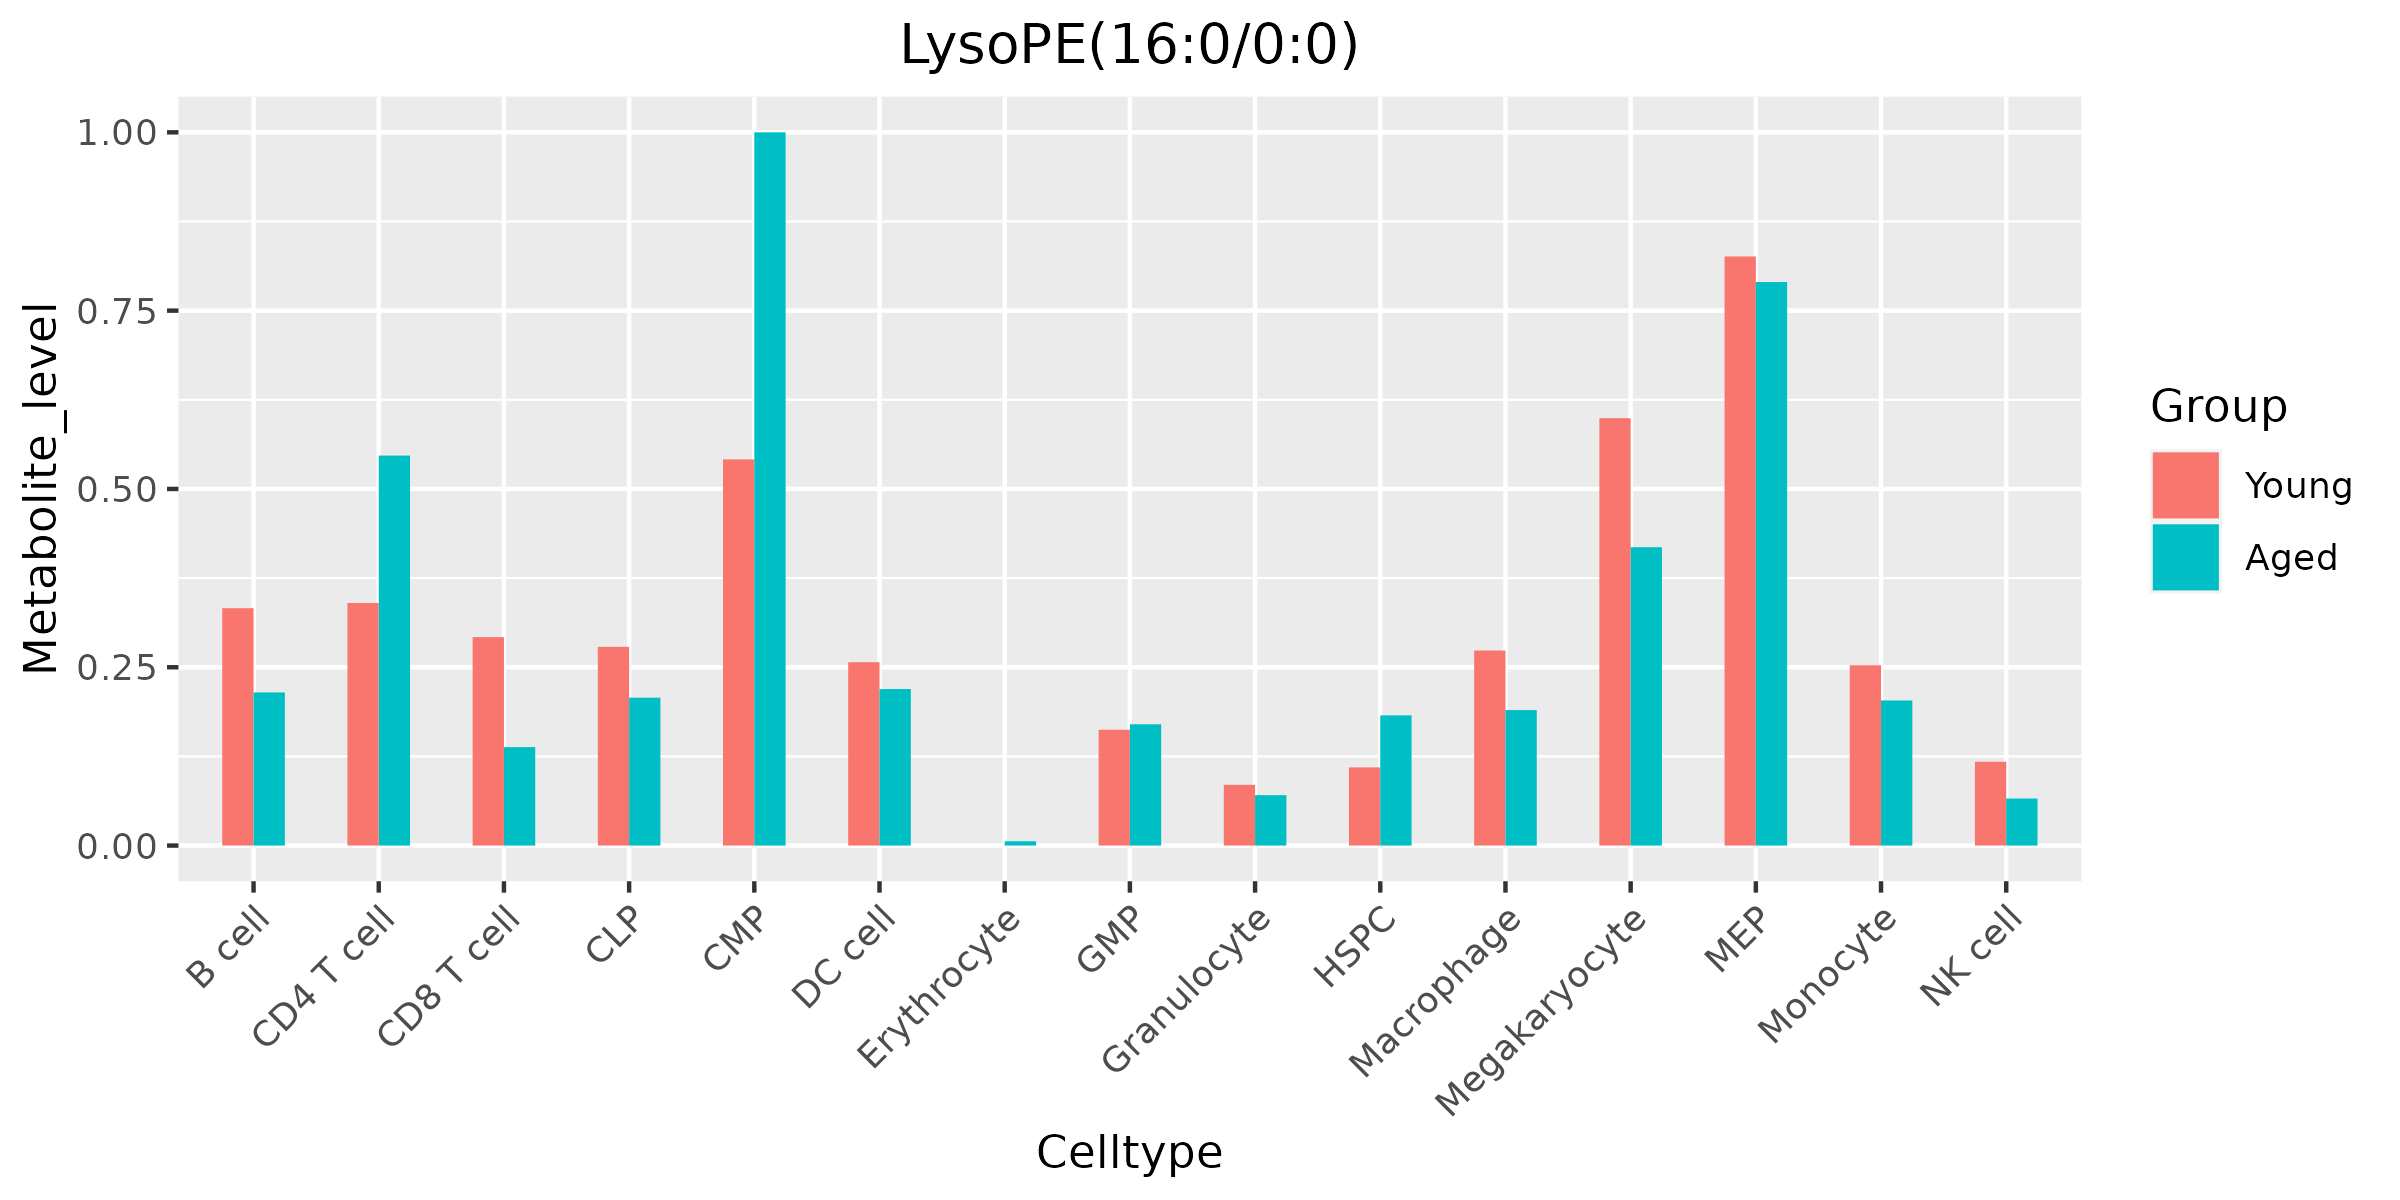 LysoPE(16:0/0:0)
Metabolite_level
1.00
0.75
0.50
0.25
0.00
B cell
CD4 T cell
CD8 T cell
CLP
CMP
DC cell
Erythrocyte
GMP
Granulocyte
HSPC
Macrophage
Megakaryocyte
MEP
Monocyte
NK cell
Celltype
Group
Young
Aged